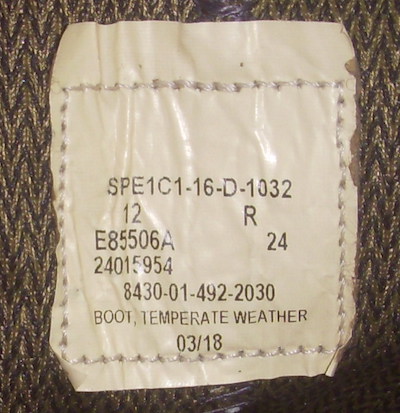 SPE1C1-16-D-1032
12 R
E85506A 24
24015954
8430-01-492-2030
BOOT, TEMPERATE WEATHER
03/18